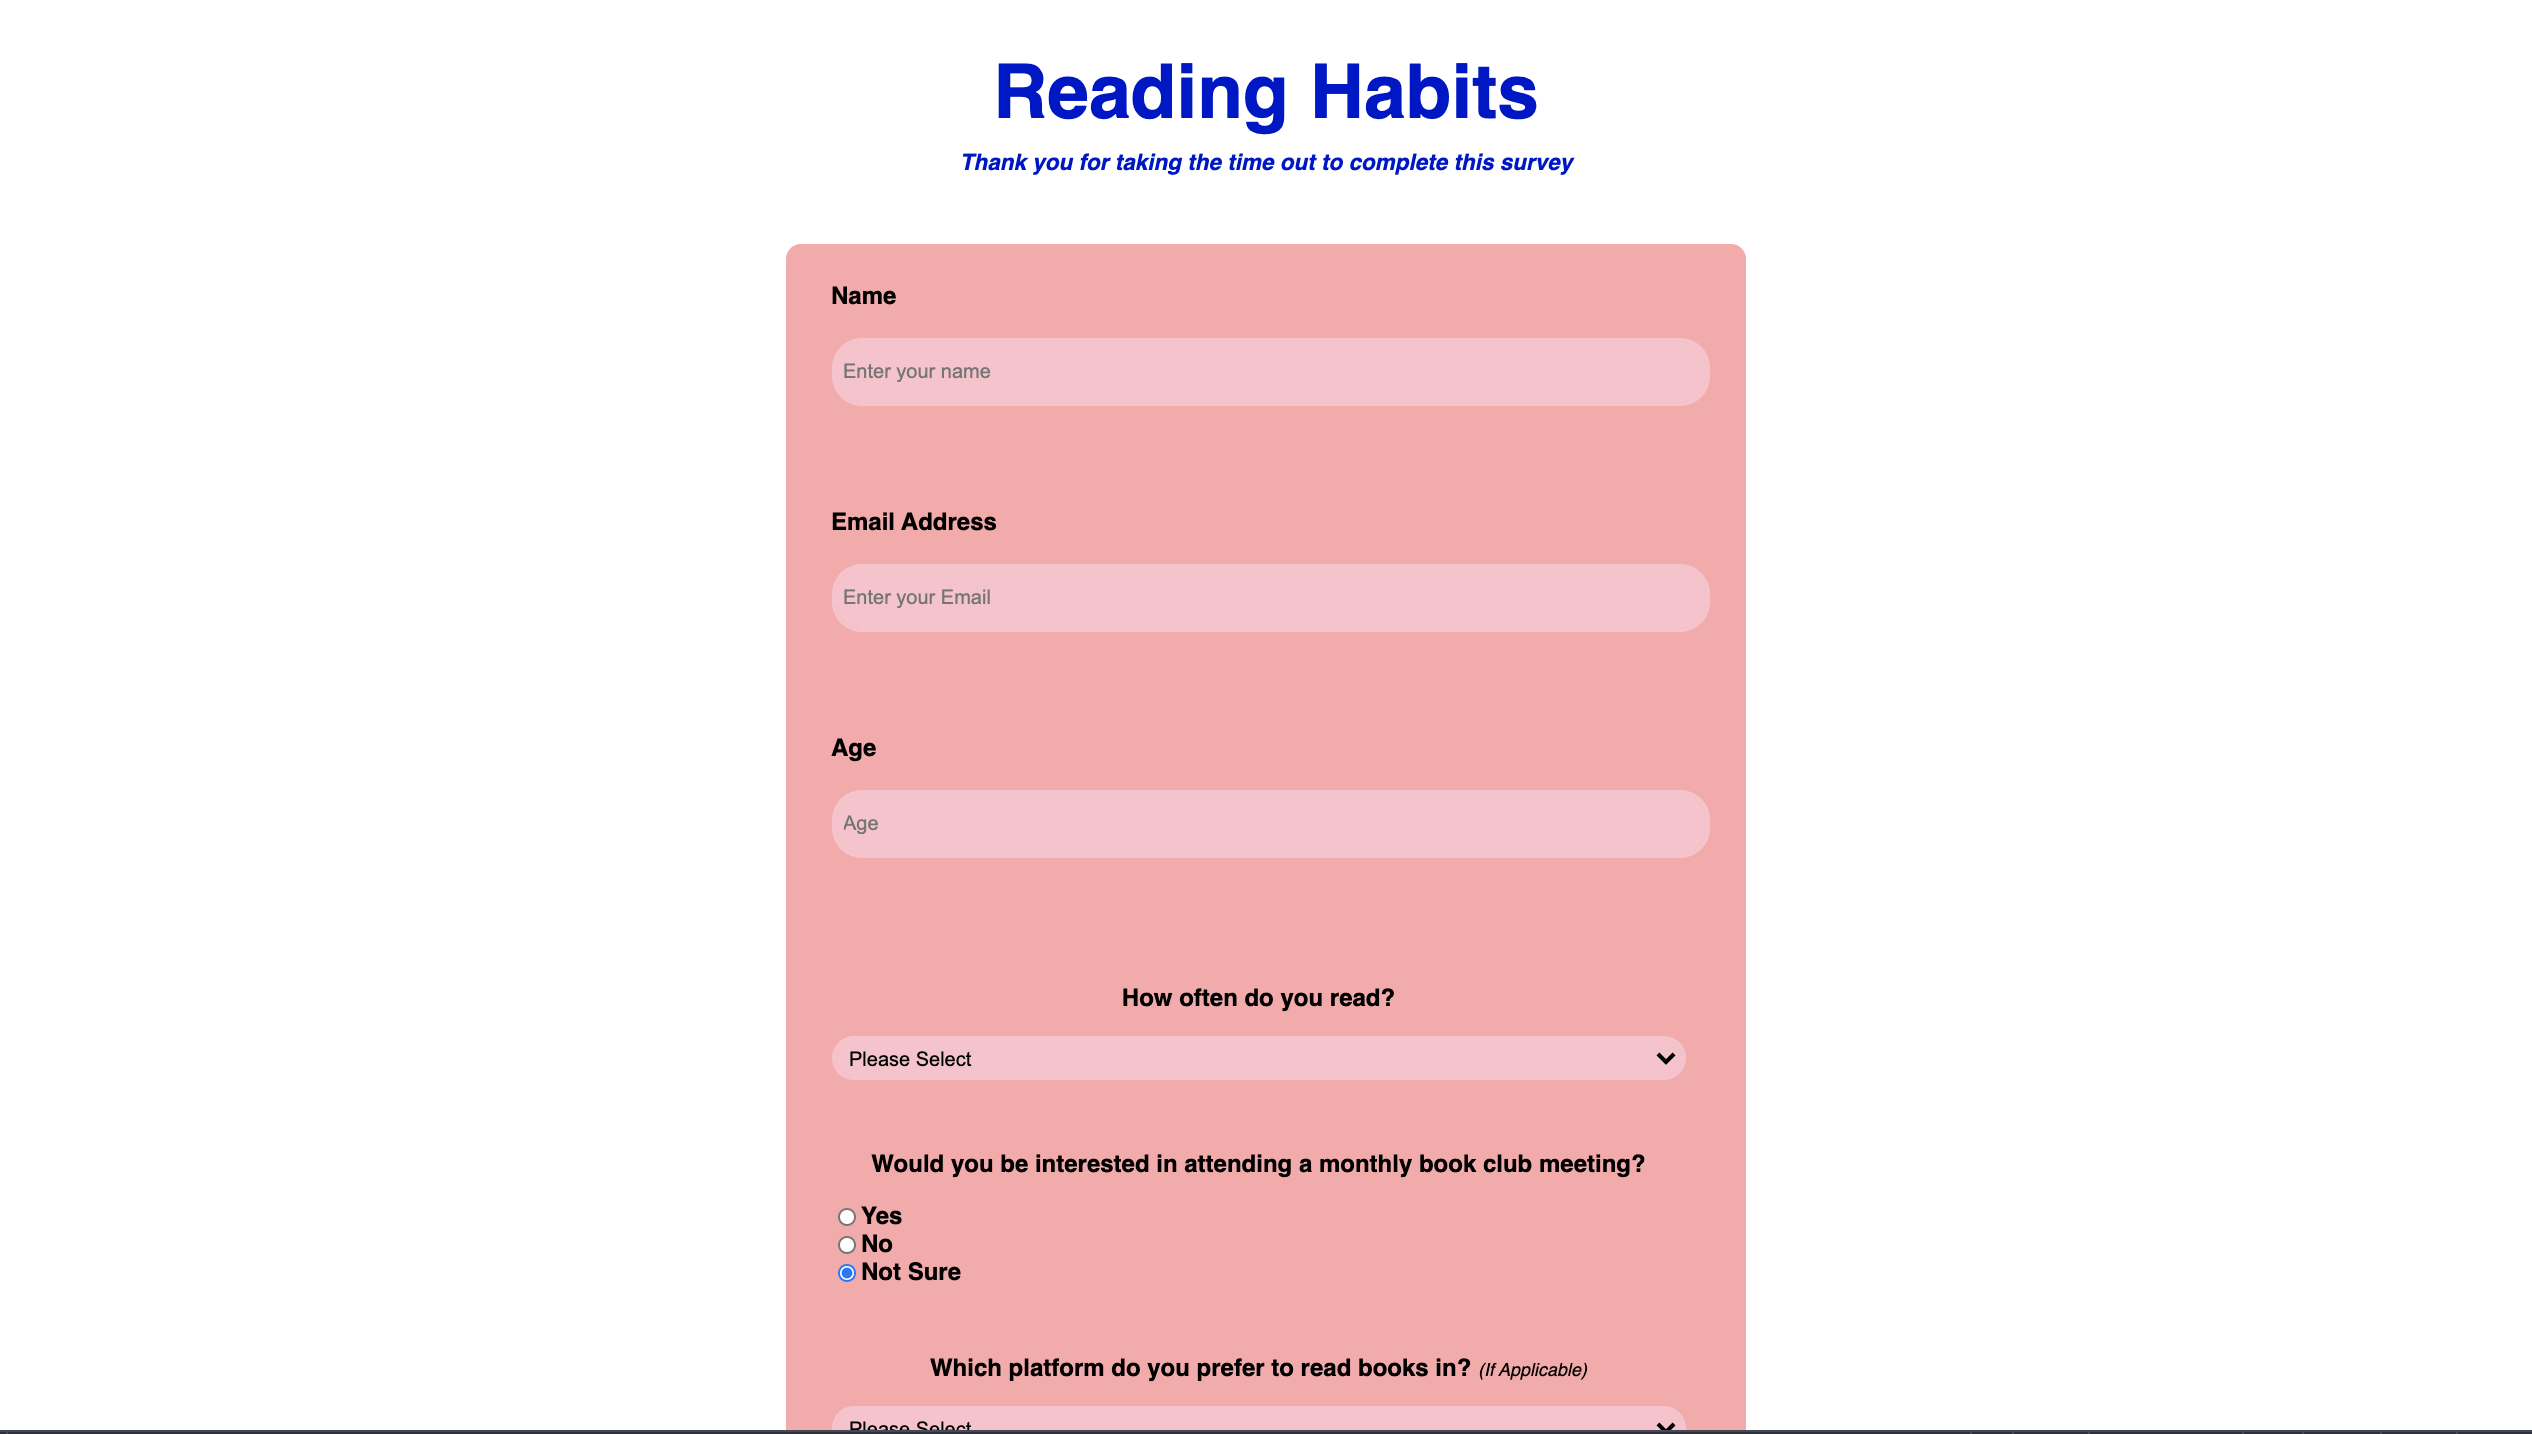 Reading Habits
Thank you for taking the time out to complete this survey
Name
Enter your name
Email Address
Enter your Email
Age
Age
How often do you read?
Please Select
Would you be interested in attending a monthly book club meeting?
Yes
No
Not Sure
Which platform do you prefer to read books in? (If Applicable)
Please Select